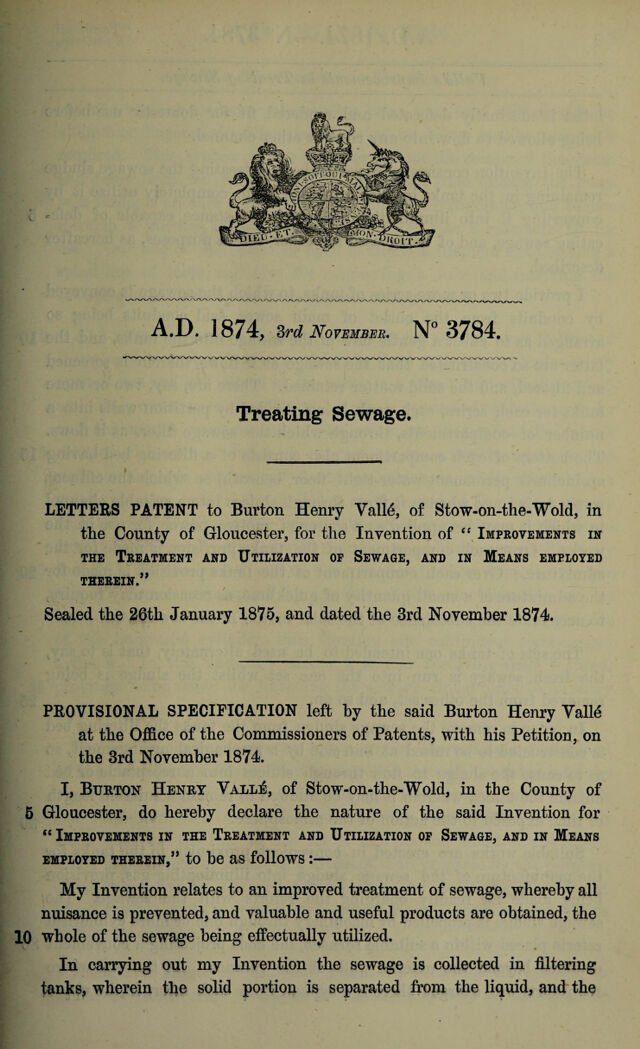 DIEU · ET · MON · DROIT ·
A.D. 1874, 3rd NOVEMBER. N° 3784.
Treating Sewage.
LETTERS PATENT to Burton Henry Vallé, of Stow-on-the-Wold, in
the County of Gloucester, for the Invention of “ IMPROVEMENTS IN
THE TREATMENT AND UTILIZATION OF SEWAGE, AND IN MEANS EMPLOYED
THEREIN.”
Sealed the 26th January 1875, and dated the 3rd November 1874.
PROVISIONAL SPECIFICATION left by the said Burton Henry Vallé
at the Office of the Commissioners of Patents, with his Petition, on
the 3rd November 1874.
I, BURTON HENRY VALLÉ, of Stow-on-the-Wold, in the County of
5 Gloucester, do hereby declare the nature of the said Invention for
“ IMPROVEMENTS IN THE TREATMENT AND UTILIZATION OF SEWAGE, AND IN MEANS
EMPLOYED THEREIN,” to be as follows :—
My Invention relates to an improved treatment of sewage, whereby all
nuisance is prevented, and valuable and useful products are obtained, the
10 whole of the sewage being effectually utilized.
In carrying out my Invention the sewage is collected in filtering
tanks, wherein the solid portion is separated from the liquid, and the